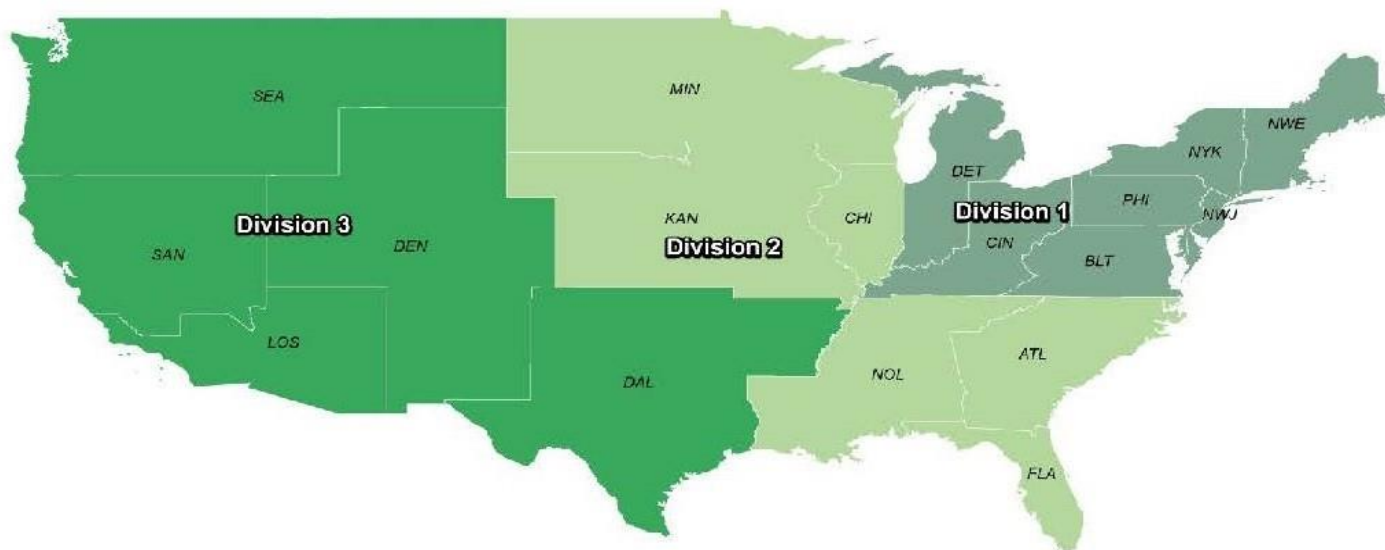 MIN
SEA
NWE
NYK
DET
PHI
Division 1
NWJ
Division 3
KAN
CHI
Division 2
DEN
CIN
SAN
BLT
LOS
ATL
NOL
DAL
FLA